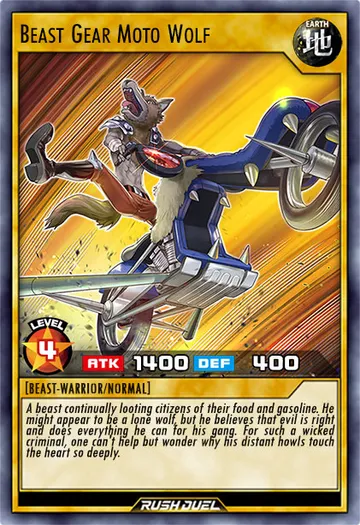 BEAST GEAR MOTO WOLF
EARTH
地
LEVEL
4
ATK 1400 DEF 400
[BEAST-WARRIOR/NORMAL]
A beast continually looting citizens of their food and gasoline. He
might appear to be a lone wolf, but he believes that evil is right
and does everything he can for his gang. For such a wicked
criminal, one can't help but wonder why his distant howls touch
the heart so deeply.
RUSH DUEL